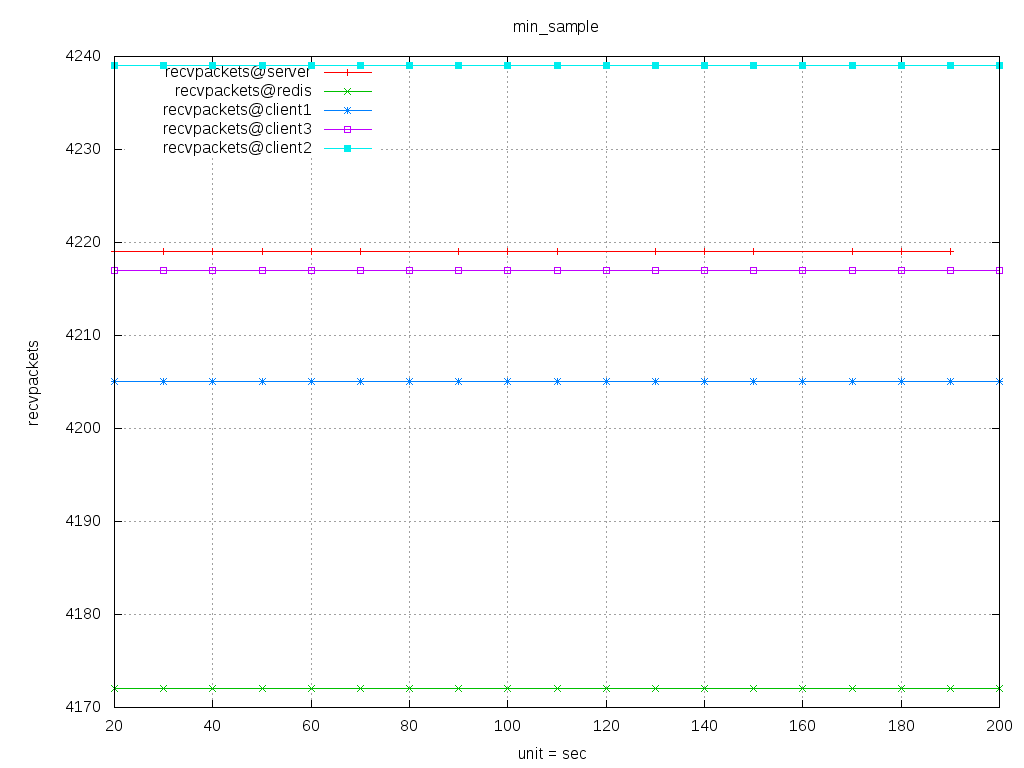 min_sample
4240
4230
4220
4210
4200
4190
4180
4170
recvpackets
recvpackets@server
recvpackets@redis
recvpackets@client1
recvpackets@client3
recvpackets@client2
20 40 60 80 100 120 140 160 180 200
unit = sec